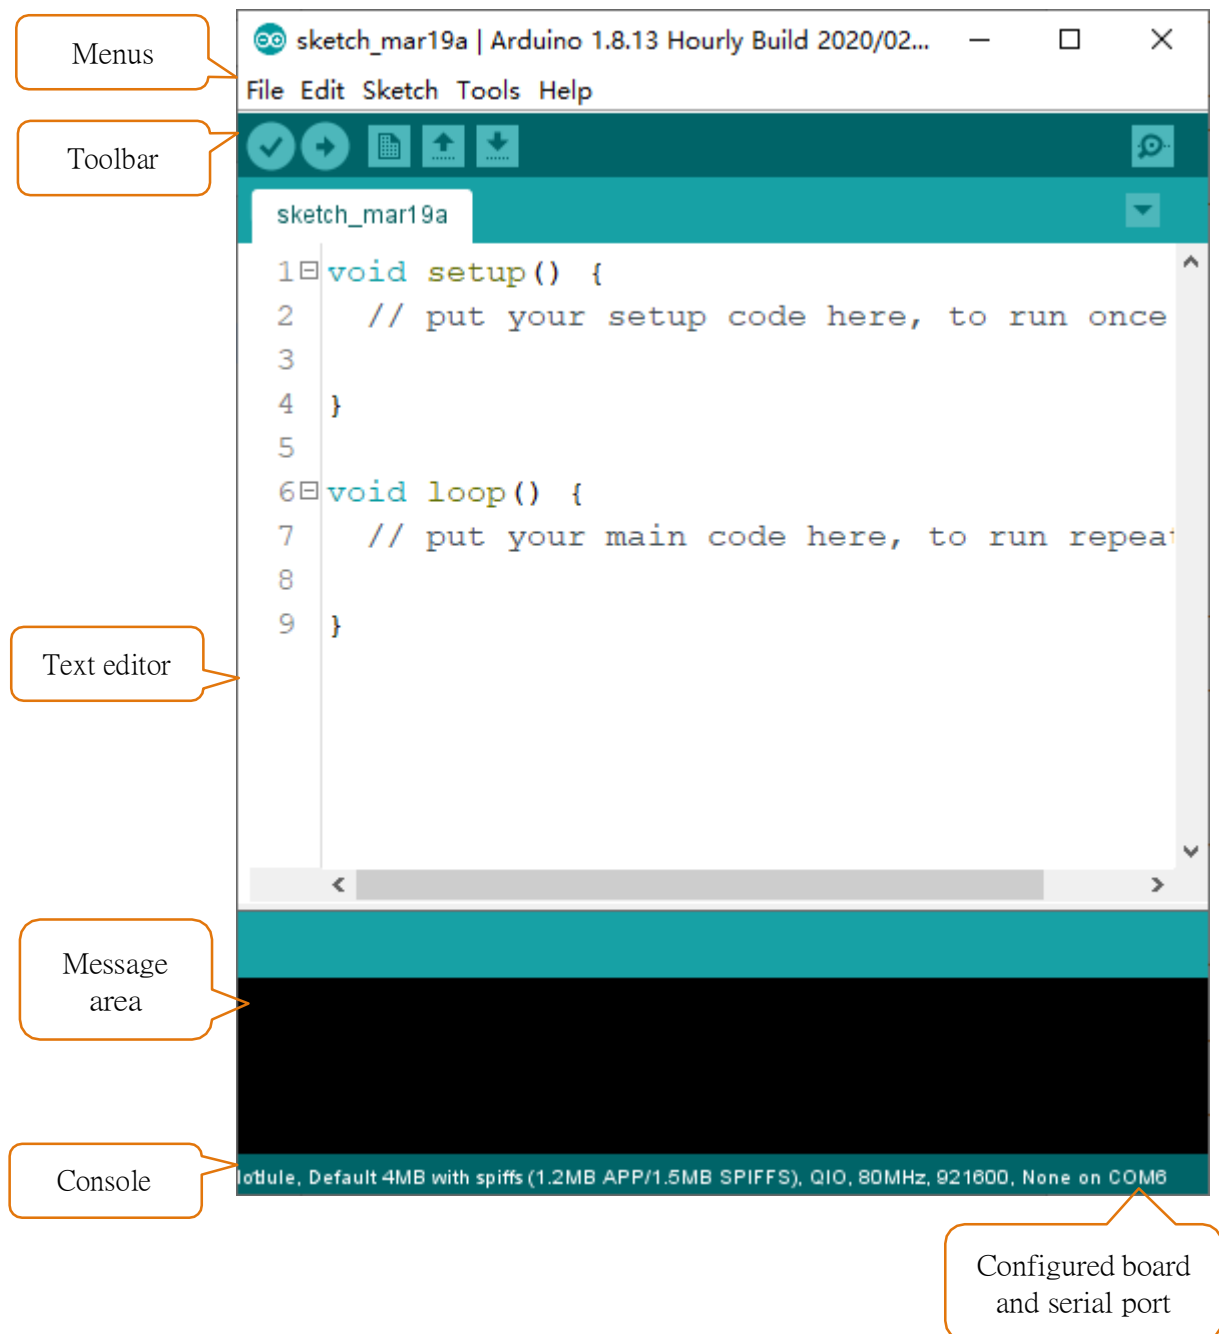 Menus
sketch_mar19a | Arduino 1.8.13 Hourly Build 2020/02...
File Edit Sketch Tools Help
Toolbar
sketch_mar19a
1 void setup() {
2 // put your setup code here, to run once
3
4 }
5
6 void loop() {
7 // put your main code here, to run repeat
8
9 }
Text editor
Message
area
Console
Default 4MB with spiffs (1.2MB APP/1.5MB SPIFFS), QIO, 80MHz, 921600, None on COM6
Configured board
and serial port